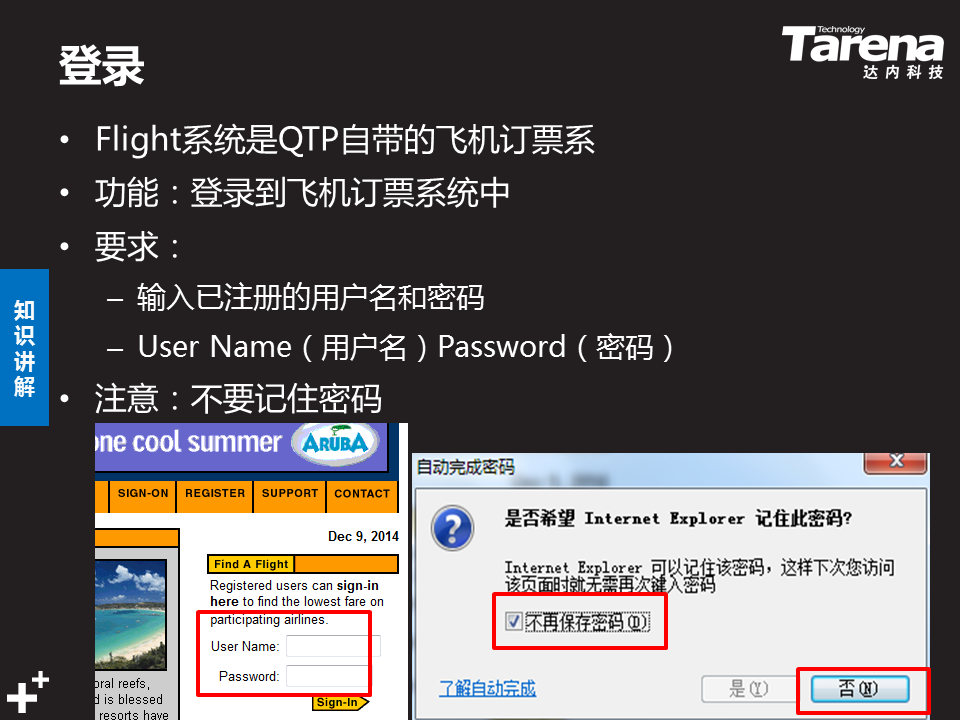 登录
Technology
Tarena
达内科技
• Flight系统是QTP自带的飞机订票系
• 功能：登录到飞机订票系统中
• 要求：
– 输入已注册的用户名和密码
– User Name（用户名）Password（密码）
• 注意：不要记住密码
知识讲解
one cool summer
ARUBA
SIGN-ON
REGISTER
SUPPORT
CONTACT
Dec 9, 2014
Find A Flight
Registered users can sign-in
here to find the lowest fare on
participating airlines.
User Name:
Password:
Sign-In
oral reefs,
d is blessed
resorts have
自动完成密码
是否希望 Internet Explorer 记住此密码?
Internet Explorer 可以记住该密码，这样下次您访问
该页面时就无需再次键入密码
不再保存密码(D)
了解自动完成
是(Y)
否(N)